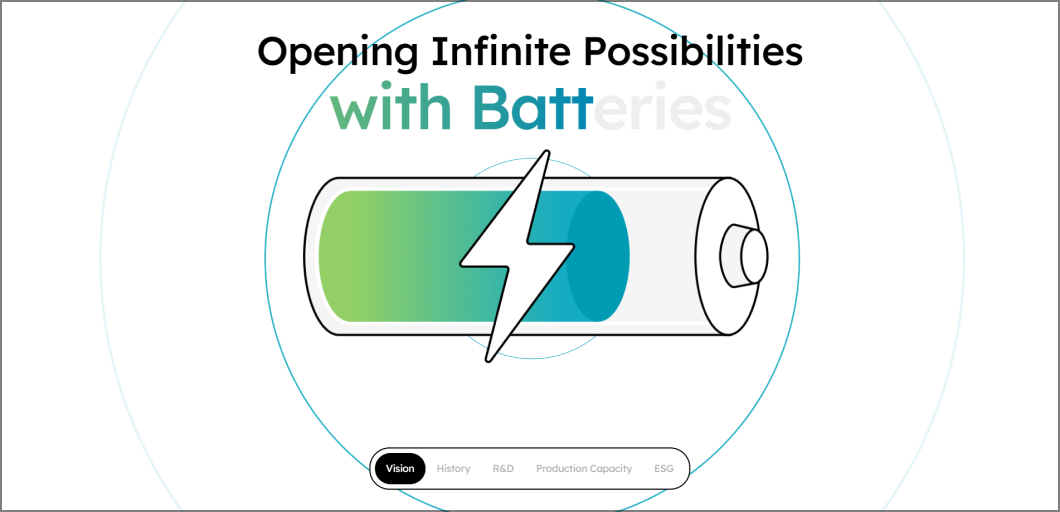 Opening Infinite Possibilities
with Batteries
Vision History R&D Production Capacity ESG